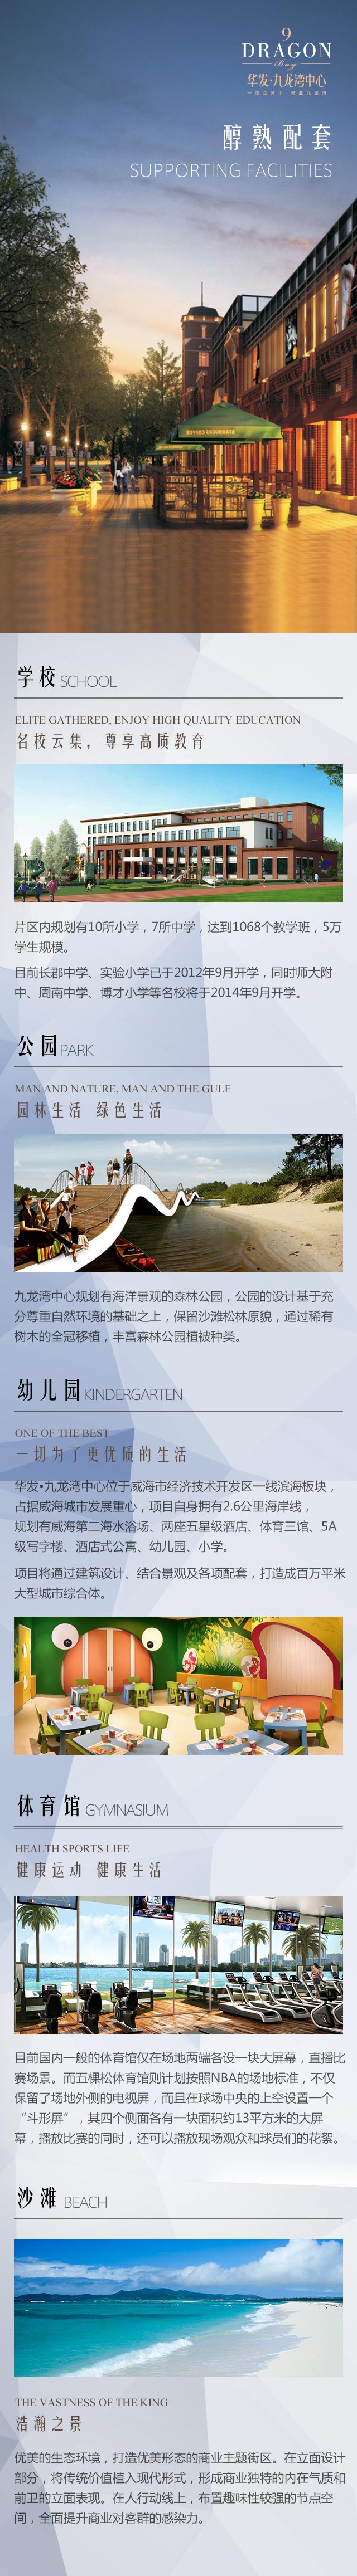 9
DRAGON
Bay
华发·九龙湾中心
醇熟配套
SUPPORTING FACILITIES
学校 SCHOOL
ELITE GATHERED, ENJOY HIGH QUALITY EDUCATION
名校云集，尊享高质教育
片区内规划有10所小学，7所中学，达到1068个教学班，5万
学生规模。
目前长郡中学、实验小学已于2012年9月开学，同时师大附
中、周南中学、博才小学等名校将于2014年9月开学。
公园 PARK
MAN AND NATURE, MAN AND THE GULF
园林生活 绿色生活
九龙湾中心规划有海洋景观的森林公园，公园的设计基于充
分尊重自然环境的基础之上，保留沙滩松林原貌，通过稀有
树木的全冠移植，丰富森林公园植被种类。
幼儿园 KINDERGARTEN
ONE OF THE BEST
一切为了更优质的生活
华发•九龙湾中心位于威海市经济技术开发区一线滨海板块，
占据威海城市发展重心，项目自身拥有2.6公里海岸线，
规划有威海第二海水浴场、两座五星级酒店、体育三馆、5A
级写字楼、酒店式公寓、幼儿园、小学。
项目将通过建筑设计、结合景观及各项配套，打造成百万平米
大型城市综合体。
体育馆 GYMNASIUM
HEALTH SPORTS LIFE
健康运动 健康生活
目前国内一般的体育馆仅在场地两端各设一块大屏幕，直播比
赛场景。而五棵松体育馆则计划按照NBA的场地标准，不仅
保留了场地外侧的电视屏，而且在球场中央的上空设置一个
“斗形屏”，其四个侧面各有一块面积约13平方米的大屏
幕，播放比赛的同时，还可以播放现场观众和球员们的花絮。
沙滩 BEACH
THE VASTNESS OF THE KING
浩瀚之景
优美的生态环境，打造优美形态的商业主题街区。在立面设计
部分，将传统价值植入现代形式，形成商业独特的内在气质和
前卫的立面表现。在人行动线上，布置趣味性较强的节点空
间，全面提升商业对客群的感染力。